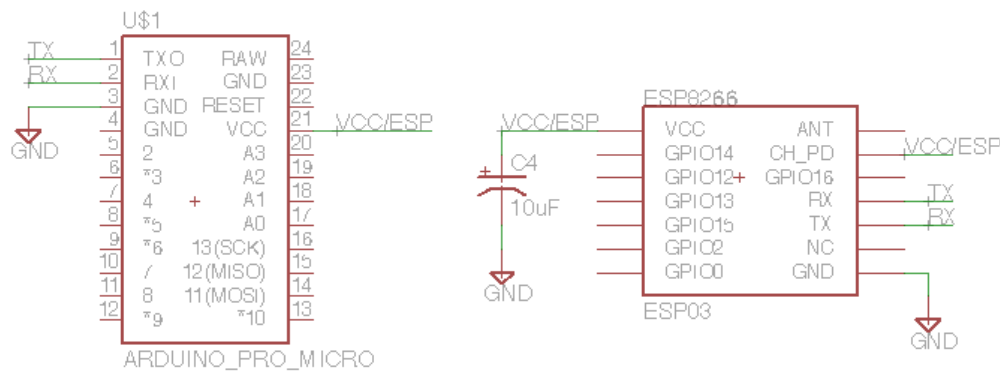 U$1
TX
RX
GND
1
2
3
4
5
6
7
8
9
10
11
12
TXO
RXI
GND
GND
2
*3
4
*5
*6
7
8
*9
RAW
GND
RESET
VCC
A3
A2
A1
A0
13(SCK)
12(MISO)
11(MOSI)
*10
24
23
22
21
20
19
18
17
16
15
14
13
VCC/ESP
ARDUINO_PRO_MICRO
VCC/ESP
C4
+
10uF
GND
ESP8266
VCC
GPIO14
GPIO12
GPIO13
GPIO15
GPIO2
GPIO0
ANT
CH_PD
GPIO16
RX
TX
NC
GND
VCC/ESP
TX
RX
GND
ESP03